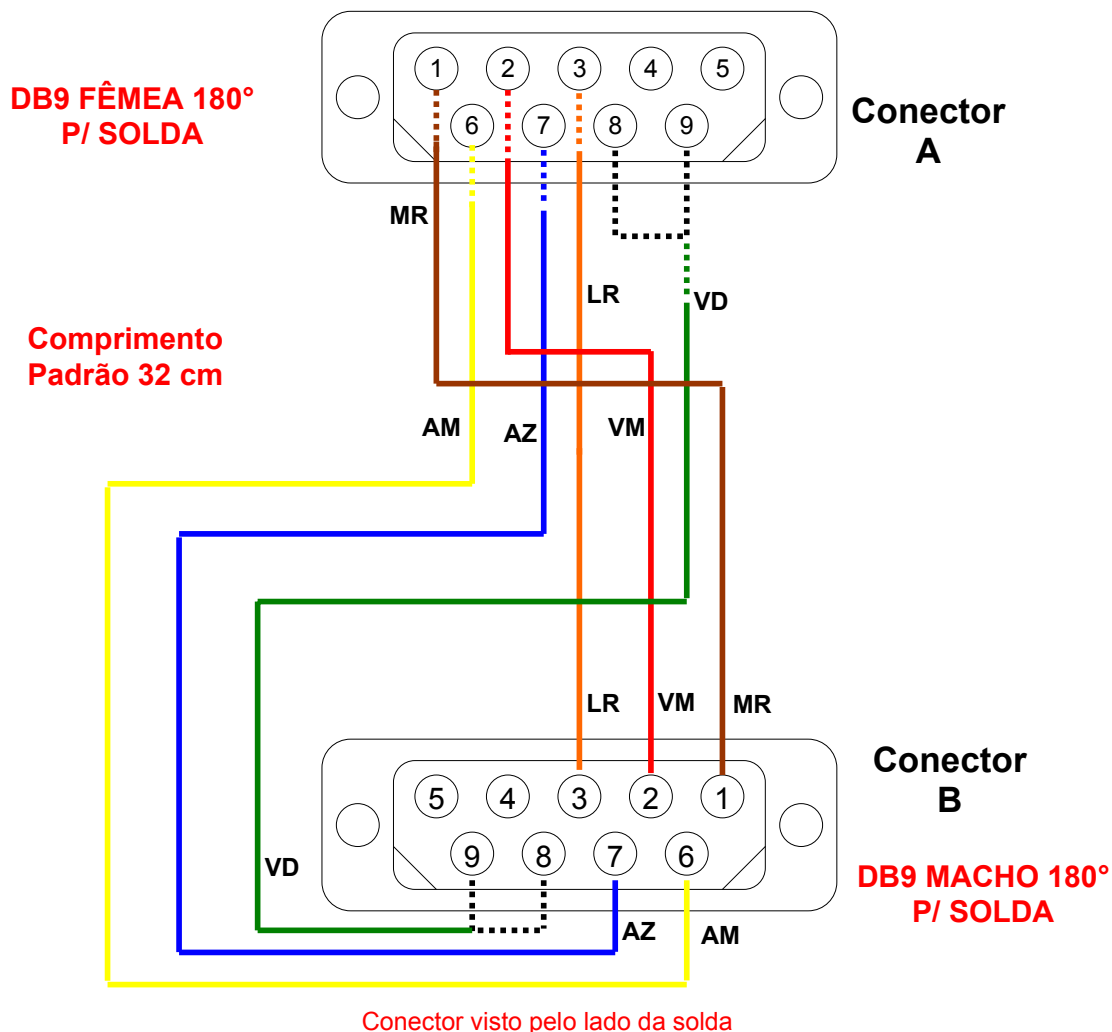 DB9 FÊMEA 180°
P/ SOLDA
1 2 3 4 5
6 7 8 9
Conector
A
MR
LR
VD
Comprimento
Padrão 32 cm
AM
AZ
VM
LR
VM
MR
Conector
B
5 4 3 2 1
9 8 7 6
VD
DB9 MACHO 180°
P/ SOLDA
AZ
AM
Conector visto pelo lado da solda